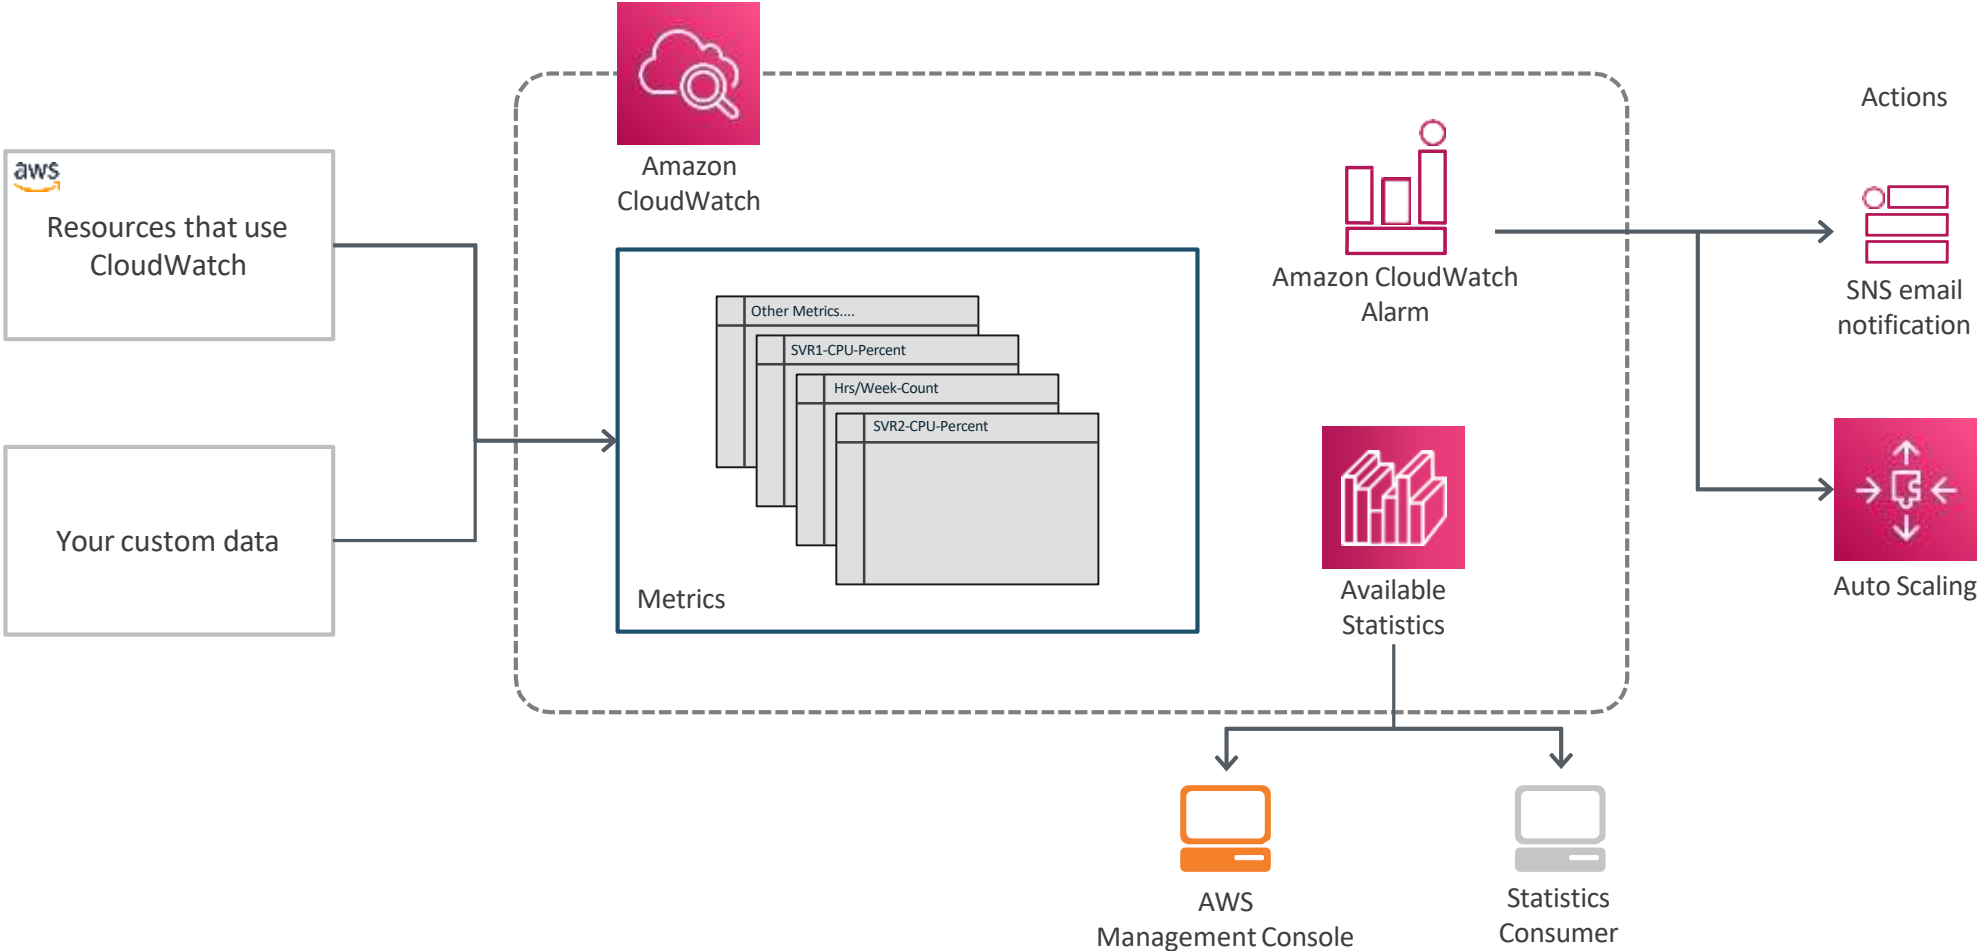 Amazon
CloudWatch
Actions
aws
Resources that use
CloudWatch
Amazon CloudWatch
Alarm
SNS email
notification
Other Metrics....
SVR1-CPU-Percent
Hrs/Week-Count
SVR2-CPU-Percent
Metrics
Your custom data
Available
Statistics
Auto Scaling
AWS
Management Console
Statistics
Consumer